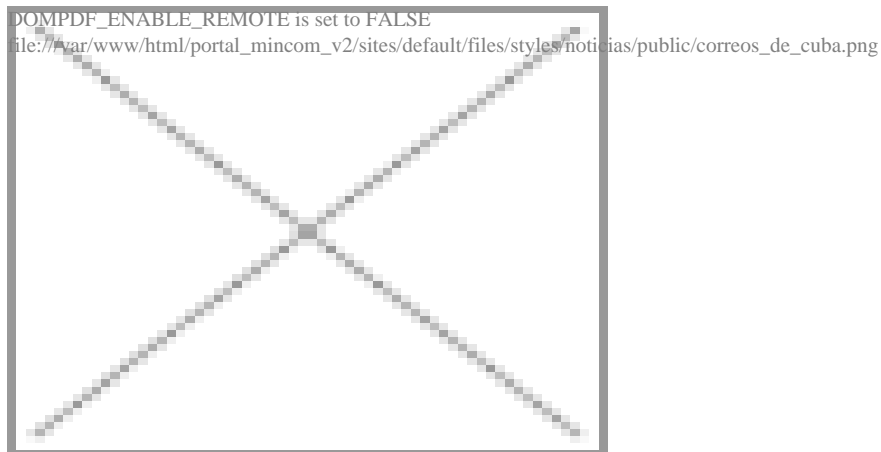 DOMPDF_ENABLE_REMOTE is set to FALSE
file:///var/www/html/portal_mincom_v2/sites/default/files/styles/noticias/public/correos_de_cuba.png